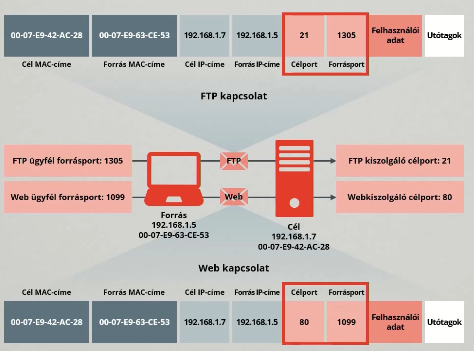 00-07-E9-42-AC-28 00-07-E9-63-CE-53 192.168.1.7 192.168.1.5 21 1305 Felhasználói adat Utótagok
Cél MAC-címe Forrás MAC-címe Cél IP-címe Forrás IP-címe Célport Forrásport
FTP kapcsolat
FTP ügyfél forrásport: 1305
FTP
FTP kiszolgáló célport: 21
Web ügyfél forrásport: 1099
Web
Webkiszolgáló célport: 80
Forrás
192.168.1.5
00-07-E9-63-CE-53
Cél
192.168.1.7
00-07-E9-42-AC-28
Web kapcsolat
Cél MAC-címe Forrás MAC-címe Cél IP-címe Forrás IP-címe Célport Forrásport
00-07-E9-42-AC-28 00-07-E9-63-CE-53 192.168.1.7 192.168.1.5 80 1099 Felhasználói adat Utótagok